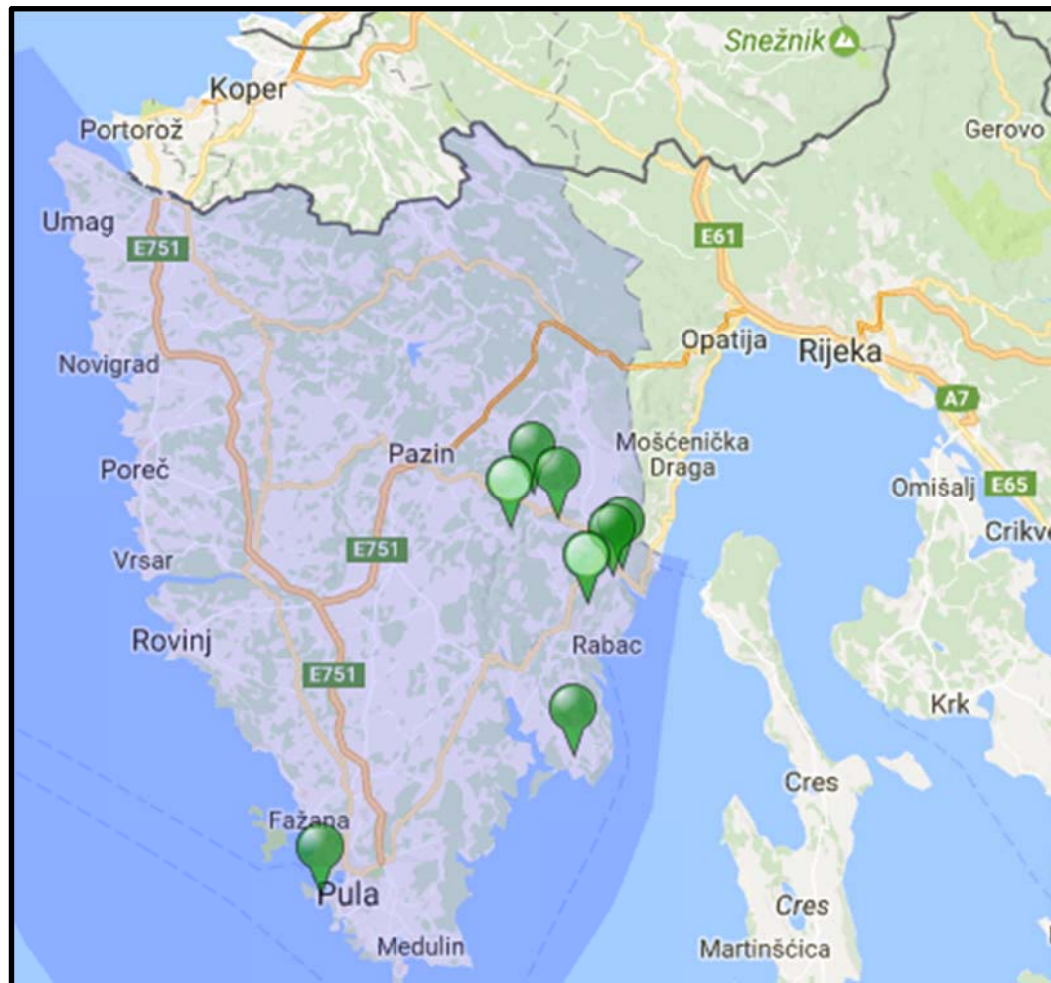 Snežnik
Koper
Portorož
Gerovo
Umag
E751
E61
Opatija
Rijeka
Novigrad
A7
Mošćenička
Draga
Pazin
Poreč
Omišalj
E65
Crikve
E751
Vrsar
Rovinj
Rabac
E751
Krk
Cres
Fažana
Pula
Cres
Medulin
Martinšćica